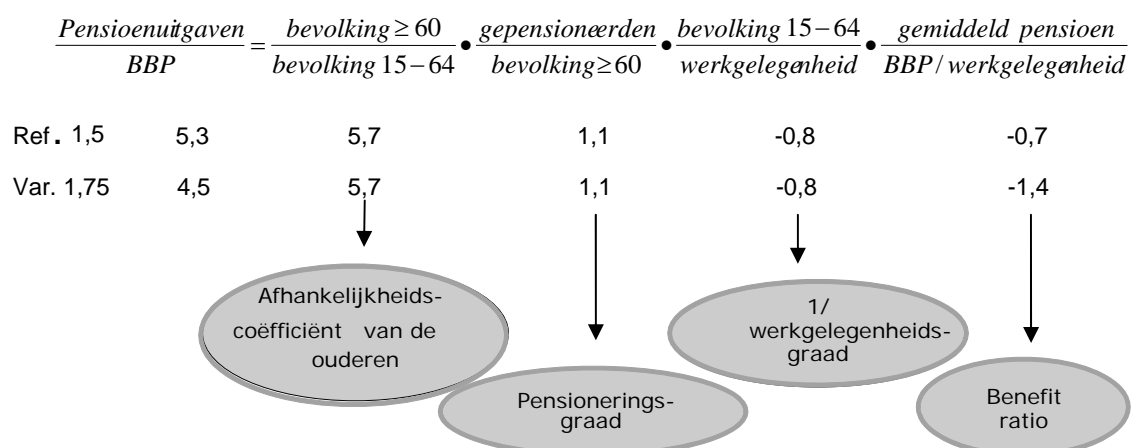 Pensioenuitgaven / BBP = bevolking ≥ 60 / bevolking 15 − 64 • gepensioneerden / bevolking ≥ 60 • bevolking 15 − 64 / werkgelegenheid • gemiddeld pensioen / BBP / werkgelegenheid
Ref. 1,5 5,3 5,7 1,1 -0,8 -0,7
Var. 1,75 4,5 5,7 1,1 -0,8 -1,4
Afhankelijkheids-
coëfficiënt van de
ouderen
Pensionerings-
graad
1/
werkgelegenheids-
graad
Benefit
ratio